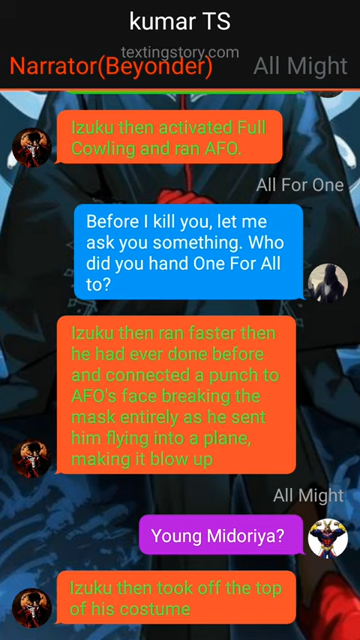 kumar TS
textingstory.com
Narrator(Beyonder) All Might
Izuku then activated Full
Cowling and ran AFO.
All For One
Before I kill you, let me
ask you something. Who
did you hand One For All
to?
Izuku then ran faster then
he had ever done before
and connected a punch to
AFO's face breaking the
mask entirely as he sent
him flying into a plane,
making it blow up
All Might
Young Midoriya?
Izuku then took off the top
of his costume